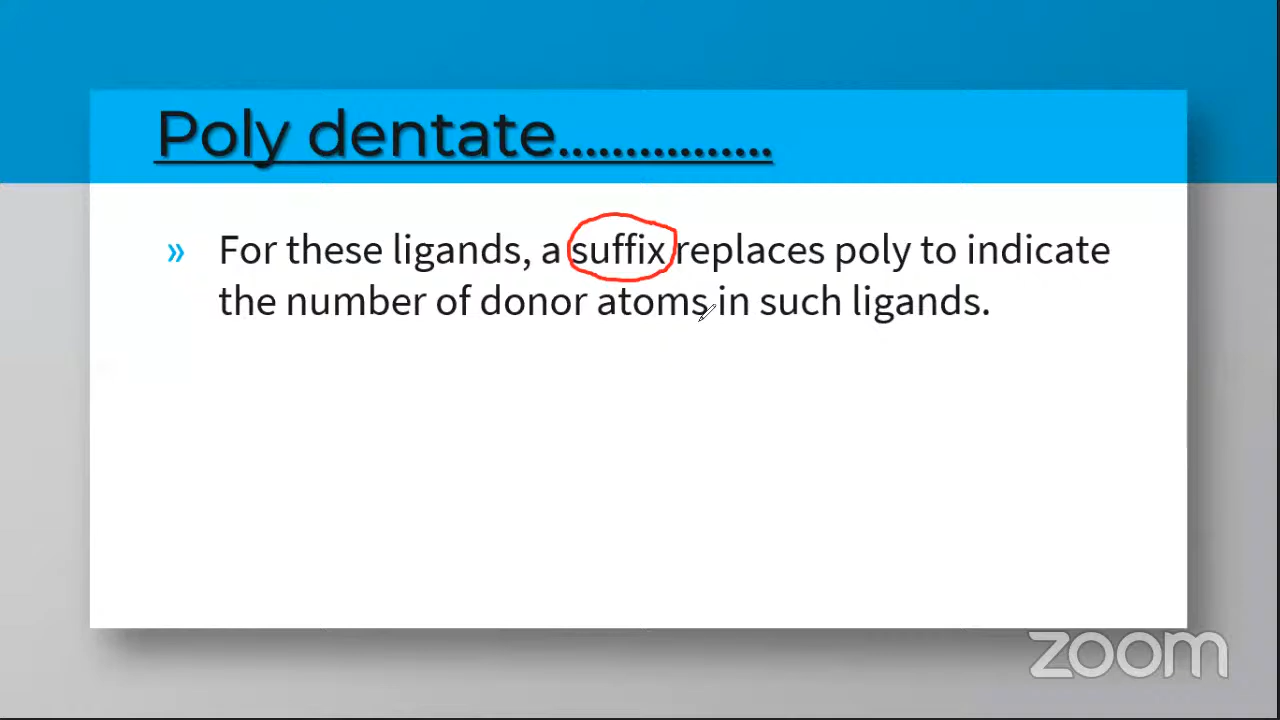 Poly dentate...............
» For these ligands, a suffix replaces poly to indicate
the number of donor atoms in such ligands.
zoom